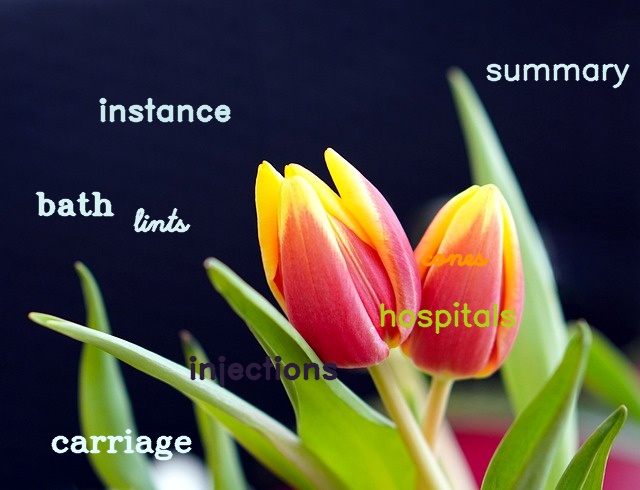 summary
instance
bath
lints
cones
hospitals
injections
carriage